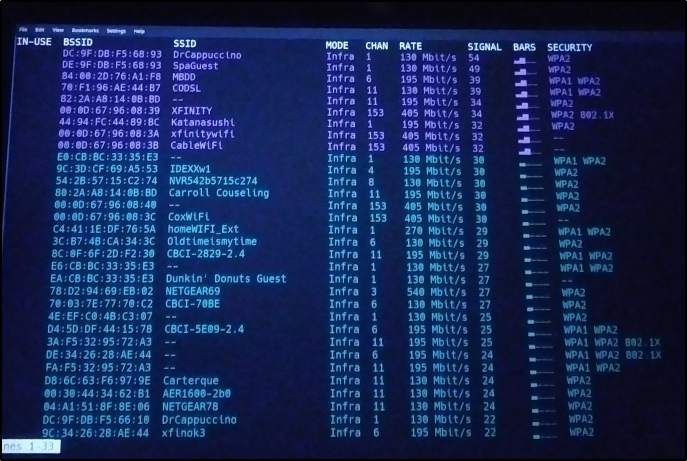 File Edit View Bookmarks Settings Help
IN-USE BSSID SSID MODE CHAN RATE SIGNAL BARS SECURITY
DC:9F:DB:F5:68:93 DrCappuccino Infra 1 130 Mbit/s 54 WPA2
DE:9F:DB:F5:68:93 SpaGuest Infra 1 130 Mbit/s 49 WPA2
84:00:2D:76:A1:F8 MBDD Infra 6 195 Mbit/s 39 WPA1 WPA2
70:F1:96:AE:44:B7 CODSL Infra 11 130 Mbit/s 39 WPA1 WPA2
82:2A:A8:14:0B:BD -- Infra 11 195 Mbit/s 34 WPA2
00:0D:67:96:08:39 XFINITY Infra 153 405 Mbit/s 34 WPA2 802.1X
44:94:FC:44:89:BC Katanasushi Infra 1 195 Mbit/s 32 WPA2
00:0D:67:96:08:3A xfinitywifi Infra 153 405 Mbit/s 32 --
00:0D:67:96:08:3B CableWiFi Infra 153 405 Mbit/s 32 --
E0:CB:BC:33:35:E3 -- Infra 1 130 Mbit/s 30 WPA1 WPA2
9C:3D:CF:69:A5:53 IDEXXw1 Infra 4 195 Mbit/s 30 WPA2
54:2B:57:15:C2:74 NVR542b5715c274 Infra 8 130 Mbit/s 30 WPA2
80:2A:A8:14:0B:BD Carroll Couseling Infra 11 195 Mbit/s 30 WPA2
00:0D:67:96:08:40 -- Infra 153 405 Mbit/s 30 WPA2
00:0D:67:96:08:3C CoxWiFi Infra 153 405 Mbit/s 30 --
C4:41:1E:DF:76:5A homeWIFI_Ext Infra 1 270 Mbit/s 29 WPA1 WPA2
3C:B7:4B:CA:34:3C Oldtimeismytime Infra 6 130 Mbit/s 29 WPA2
8C:8F:6F:2D:F2:30 CBCI-2829-2.4 Infra 11 195 Mbit/s 29 WPA1 WPA2
E6:CB:BC:33:35:E3 -- Infra 1 130 Mbit/s 27 WPA1 WPA2
EA:CB:BC:33:35:E3 Dunkin' Donuts Guest Infra 1 130 Mbit/s 27 --
78:D2:94:69:EB:02 NETGEAR69 Infra 3 540 Mbit/s 27 WPA2
70:03:7E:77:70:C2 CBCI-70BE Infra 6 130 Mbit/s 27 WPA2
4E:EF:C0:4B:C3:07 -- Infra 1 130 Mbit/s 25 WPA2
D4:5D:DF:44:15:78 CBCI-5E09-2.4 Infra 6 195 Mbit/s 25 WPA1 WPA2
3A:F5:32:95:72:A3 -- Infra 11 195 Mbit/s 25 WPA1 WPA2 802.1X
DE:34:26:28:AE:44 -- Infra 6 195 Mbit/s 24 WPA1 WPA2 802.1X
FA:F5:32:95:72:A3 -- Infra 11 195 Mbit/s 24 WPA1 WPA2
D8:6C:63:F6:97:9E Carterque Infra 11 130 Mbit/s 24 WPA2
00:30:44:34:62:B1 AER1600-2b0 Infra 11 195 Mbit/s 24 WPA2
04:A1:51:8F:8E:06 NETGEAR78 Infra 11 130 Mbit/s 24 WPA2
DC:9F:DB:F5:66:10 DrCappuccino Infra 1 130 Mbit/s 22 WPA2
9C:34:26:28:AE:44 xfinok3 Infra 6 195 Mbit/s 22 WPA2
nes 1-33